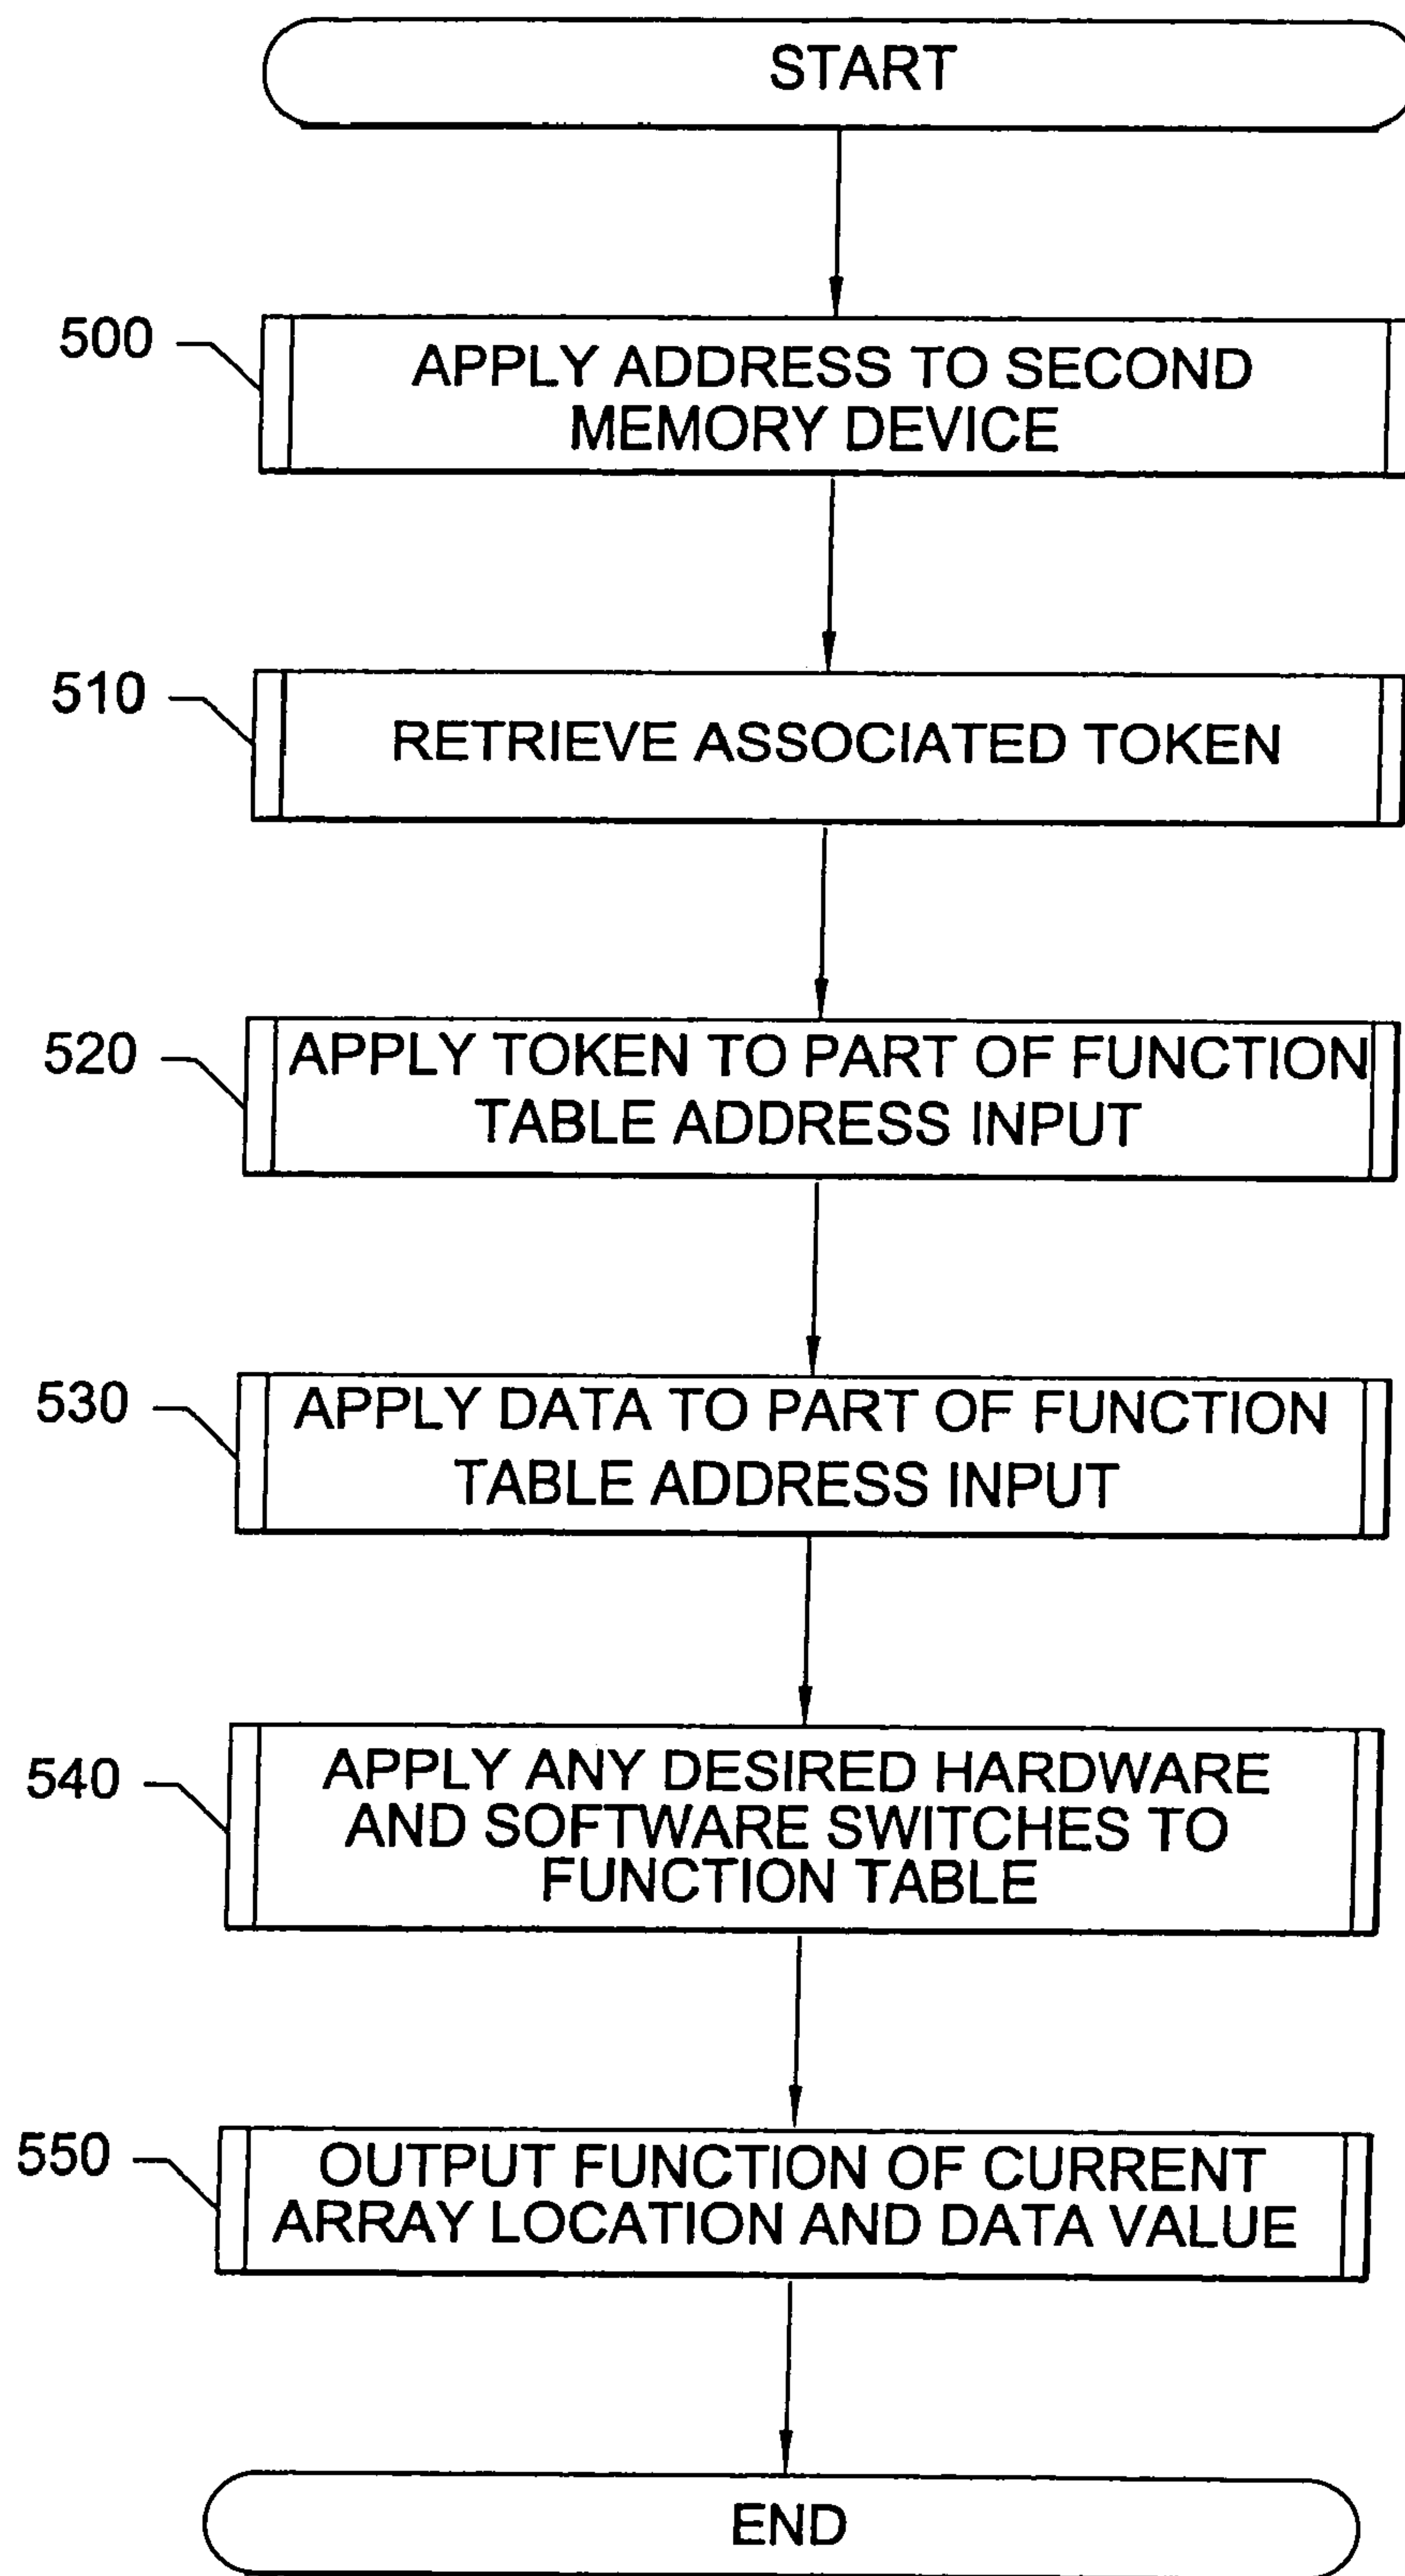 START
500
APPLY ADDRESS TO SECOND
MEMORY DEVICE
510
RETRIEVE ASSOCIATED TOKEN
520
APPLY TOKEN TO PART OF FUNCTION
TABLE ADDRESS INPUT
530
APPLY DATA TO PART OF FUNCTION
TABLE ADDRESS INPUT
540
APPLY ANY DESIRED HARDWARE
AND SOFTWARE SWITCHES TO
FUNCTION TABLE
550
OUTPUT FUNCTION OF CURRENT
ARRAY LOCATION AND DATA VALUE
END